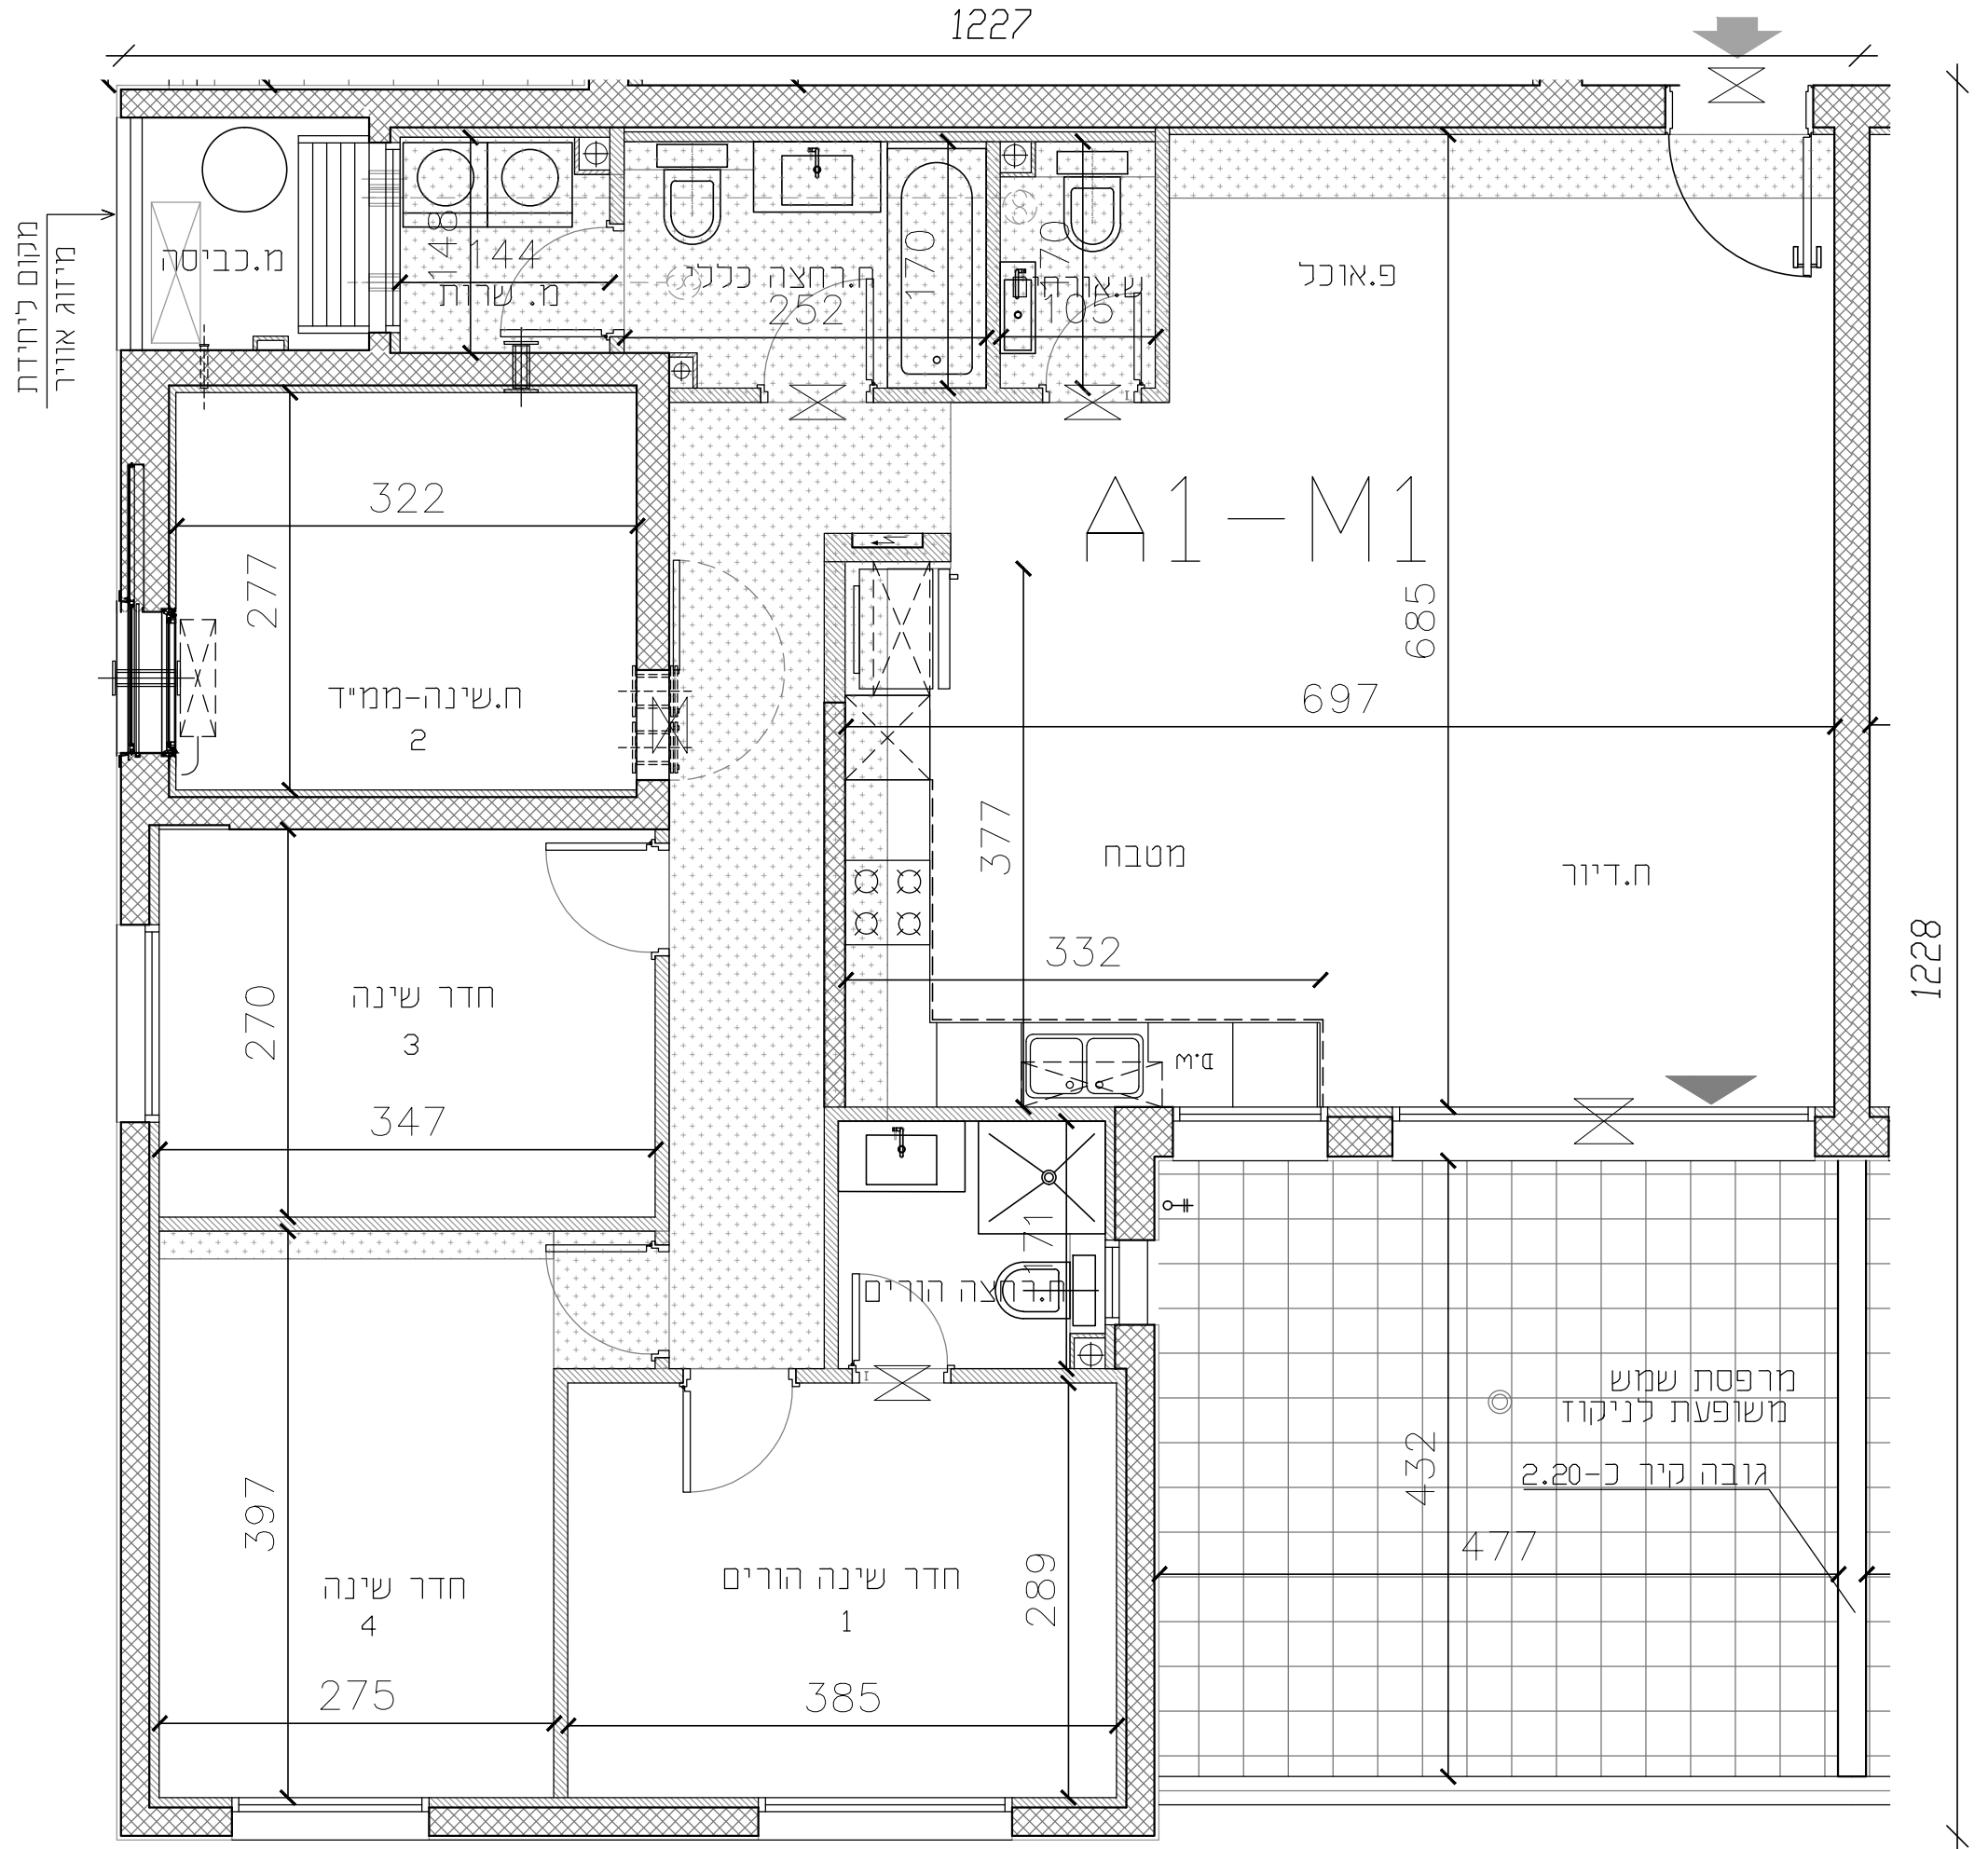 1227
מקום ליחידת
מיזוג אוויר
מ.כביסה
148
144
מ. שרות
ח.רחצה כללי
252
170
170
ש.אורחים
105
פ.אוכל
A1-M1
322
277
ח.שינה-ממ"ד
2
685
697
377
מטבח
ח.דיור
332
מ.ם
1228
חדר שינה
3
270
347
171
ח.רחצה הורים
מרפסת שמש
משופעת לניקוז
גובה קיר כ-2.20
432
477
397
חדר שינה
4
275
חדר שינה הורים
1
289
385